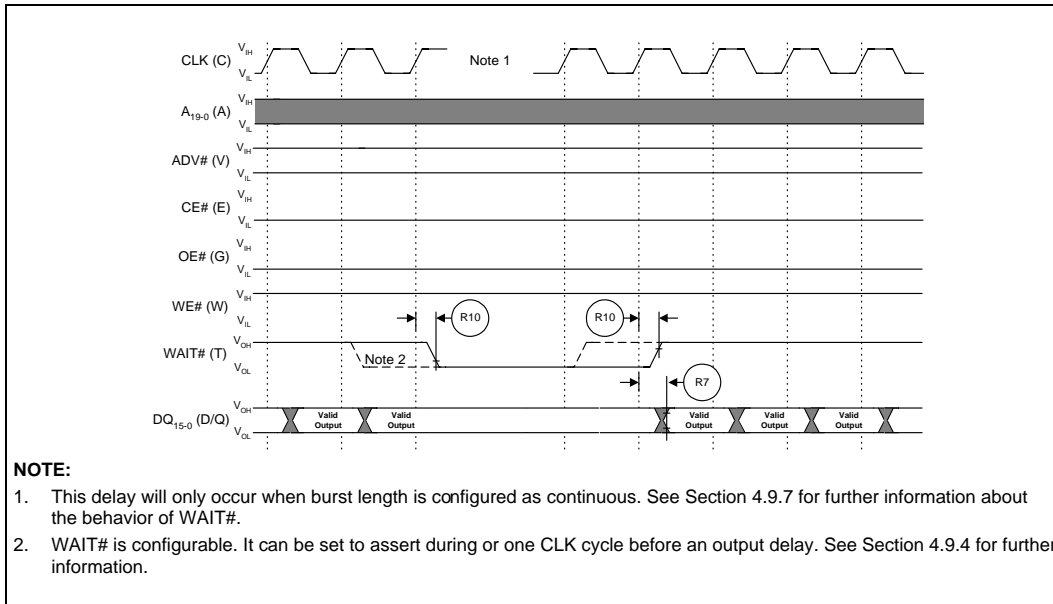 CLK (C) V_IH
V_IL
Note 1
A_19-0 (A) V_IH
V_IL
ADV# (V) V_IH
V_IL
CE# (E) V_IH
V_IL
OE# (G) V_IH
V_IL
WE# (W) V_IH
V_IL
R10 R10
WAIT# (T) V_OH
V_OL
Note 2
R7
DQ_15-0 (D/Q) V_OH
V_OL
Valid Output Valid Output Valid Output Valid Output Valid Output
NOTE:
1. This delay will only occur when burst length is configured as continuous. See Section 4.9.7 for further information about
the behavior of WAIT#.
2. WAIT# is configurable. It can be set to assert during or one CLK cycle before an output delay. See Section 4.9.4 for further
information.